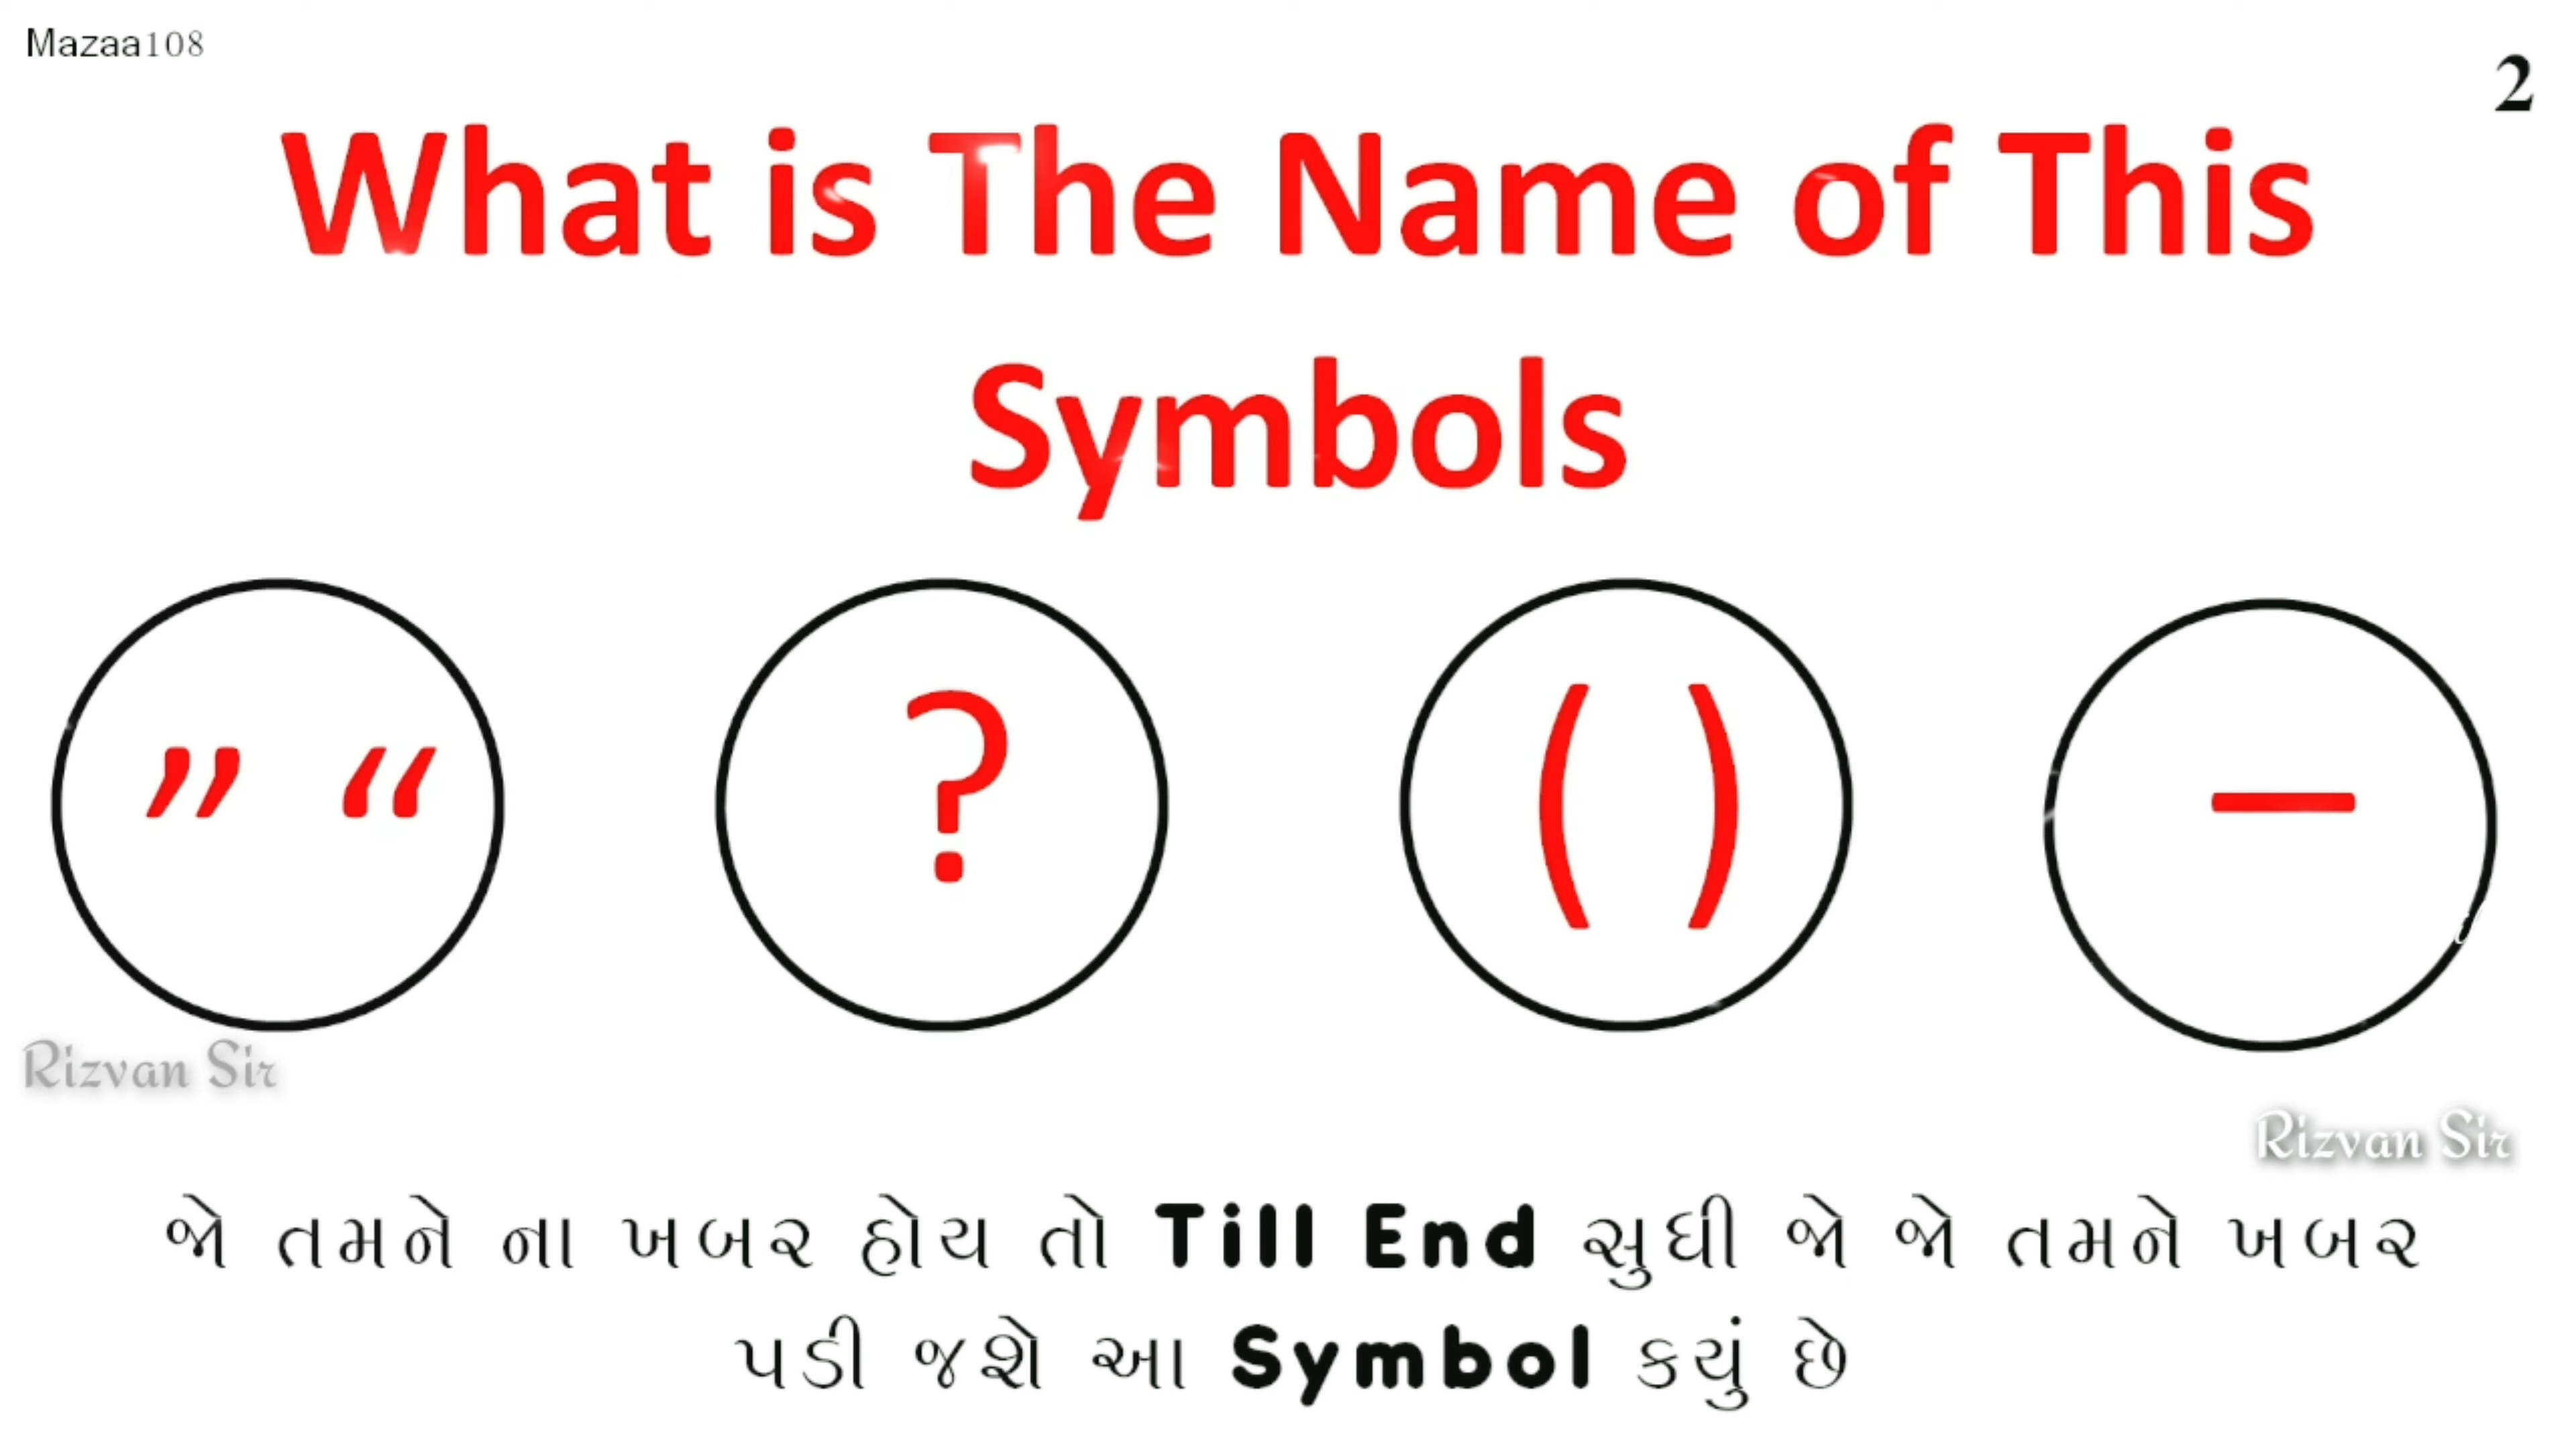 Mazaa108
2
What is The Name of This
Symbols
” “
?
( )
–
Rizvan Sir
Rizvan Sir
જો તમને ના ખબર હોય તો Till End સુધી જો જો તમને ખબર
પડી જશે આ Symbol કયું છે